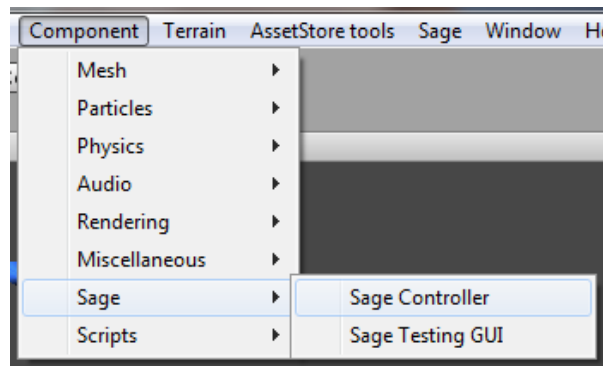 Component Terrain AssetStore tools Sage Window
Mesh
Particles
Physics
Audio
Rendering
Miscellaneous
Sage
Sage Controller
Scripts
Sage Testing GUI